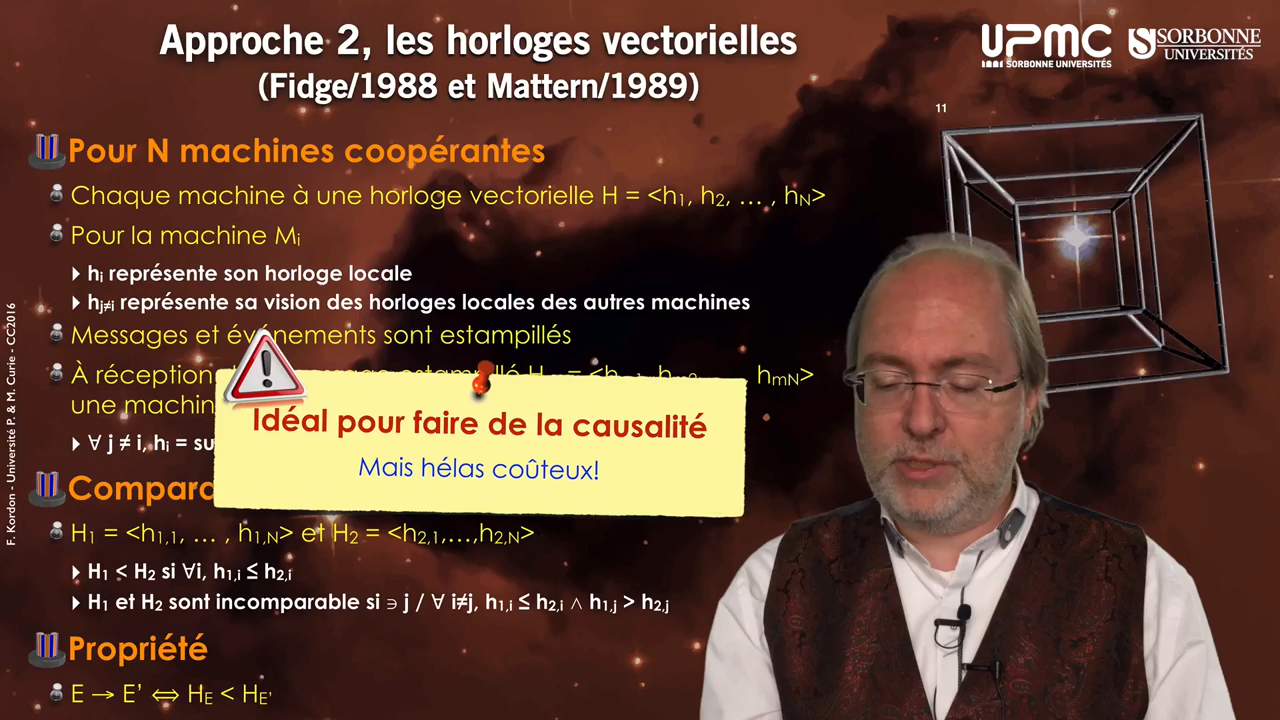 Approche 2, les horloges vectorielles
(Fidge/1988 et Mattern/1989)
UPMC
SORBONNE UNIVERSITÉS
SORBONNE
UNIVERSITÉS
11
Pour N machines coopérantes
Chaque machine à une horloge vectorielle H = <h1, h2, … , hN>
Pour la machine Mi
hi représente son horloge locale
hj≠i représente sa vision des horloges locales des autres machines
Messages et événements sont estampillés
À réception
hmN>
une machin
∀ j ≠ i, hi = su
Idéal pour faire de la causalité
Mais hélas coûteux!
Compara
H1 = <h1,1, … , h1,N> et H2 = <h2,1,…,h2,N>
H1 < H2 si ∀i, h1,i ≤ h2,i
H1 et H2 sont incomparable si ∋ j / ∀ i≠j, h1,i ≤ h2,i ∧ h1,j > h2,j
Propriété
E → E' ⇔ HE < HE'
F. Kordon - Université P. & M. Curie - CC2016